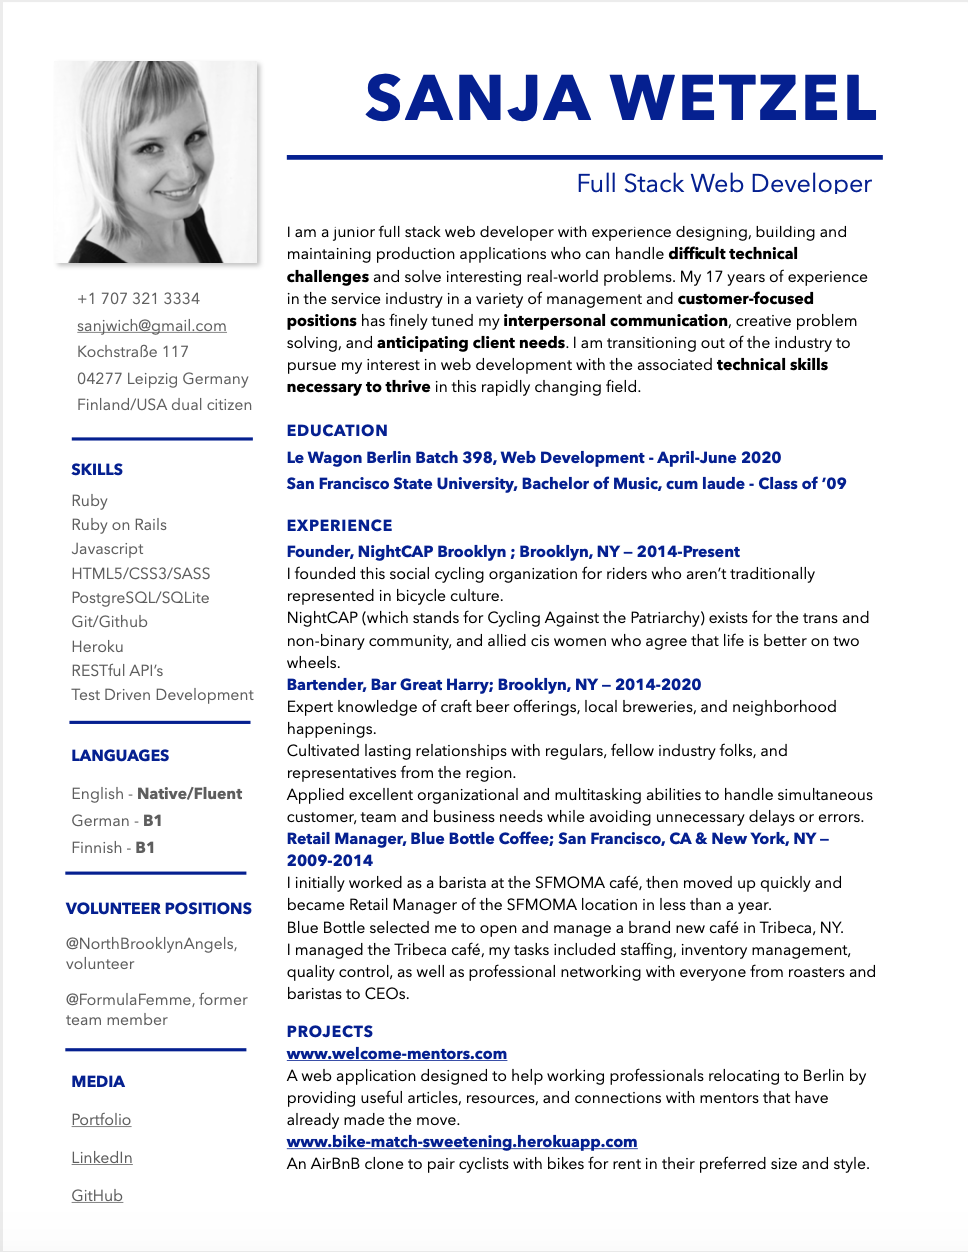 SANJA WETZEL
Full Stack Web Developer
+1 707 321 3334
sanjwich@gmail.com
Kochstraße 117
04277 Leipzig Germany
Finland/USA dual citizen
SKILLS
Ruby
Ruby on Rails
Javascript
HTML5/CSS3/SASS
PostgreSQL/SQLite
Git/Github
Heroku
RESTful API’s
Test Driven Development
LANGUAGES
English - Native/Fluent
German - B1
Finnish - B1
VOLUNTEER POSITIONS
@NorthBrooklynAngels,
volunteer
@FormulaFemme, former
team member
MEDIA
Portfolio
LinkedIn
GitHub
I am a junior full stack web developer with experience designing, building and
maintaining production applications who can handle difficult technical
challenges and solve interesting real-world problems. My 17 years of experience
in the service industry in a variety of management and customer-focused
positions has finely tuned my interpersonal communication, creative problem
solving, and anticipating client needs. I am transitioning out of the industry to
pursue my interest in web development with the associated technical skills
necessary to thrive in this rapidly changing field.
EDUCATION
Le Wagon Berlin Batch 398, Web Development - April-June 2020
San Francisco State University, Bachelor of Music, cum laude - Class of ‘09
EXPERIENCE
Founder, NightCAP Brooklyn ; Brooklyn, NY — 2014-Present
I founded this social cycling organization for riders who aren’t traditionally
represented in bicycle culture.
NightCAP (which stands for Cycling Against the Patriarchy) exists for the trans and
non-binary community, and allied cis women who agree that life is better on two
wheels.
Bartender, Bar Great Harry; Brooklyn, NY — 2014-2020
Expert knowledge of craft beer offerings, local breweries, and neighborhood
happenings.
Cultivated lasting relationships with regulars, fellow industry folks, and
representatives from the region.
Applied excellent organizational and multitasking abilities to handle simultaneous
customer, team and business needs while avoiding unnecessary delays or errors.
Retail Manager, Blue Bottle Coffee; San Francisco, CA & New York, NY —
2009-2014
I initially worked as a barista at the SFMOMA café, then moved up quickly and
became Retail Manager of the SFMOMA location in less than a year.
Blue Bottle selected me to open and manage a brand new café in Tribeca, NY.
I managed the Tribeca café, my tasks included staffing, inventory management,
quality control, as well as professional networking with everyone from roasters and
baristas to CEOs.
PROJECTS
www.welcome-mentors.com
A web application designed to help working professionals relocating to Berlin by
providing useful articles, resources, and connections with mentors that have
already made the move.
www.bike-match-sweetening.herokuapp.com
An AirBnB clone to pair cyclists with bikes for rent in their preferred size and style.